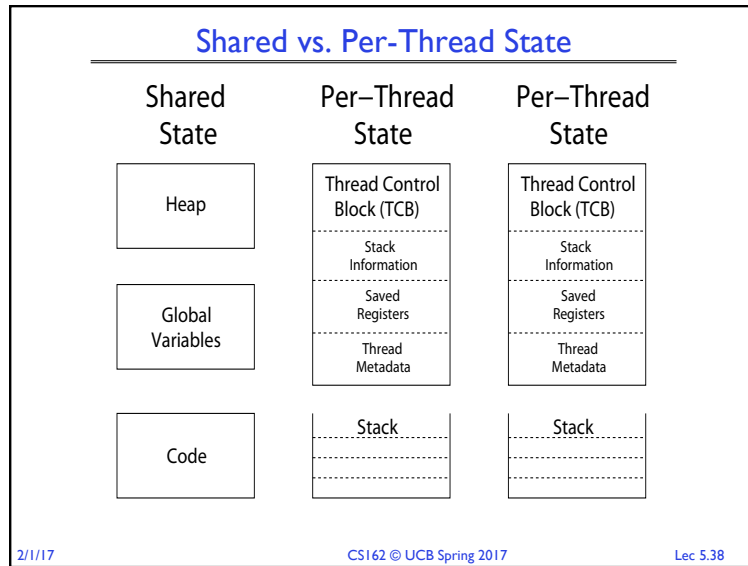 Shared vs. Per-Thread State
Shared
State
Per–Thread
State
Per–Thread
State
Heap
Global
Variables
Code
Thread Control
Block (TCB)
Stack
Information
Saved
Registers
Thread
Metadata
Stack
Thread Control
Block (TCB)
Stack
Information
Saved
Registers
Thread
Metadata
Stack
2/1/17
CS162 © UCB Spring 2017
Lec 5.38